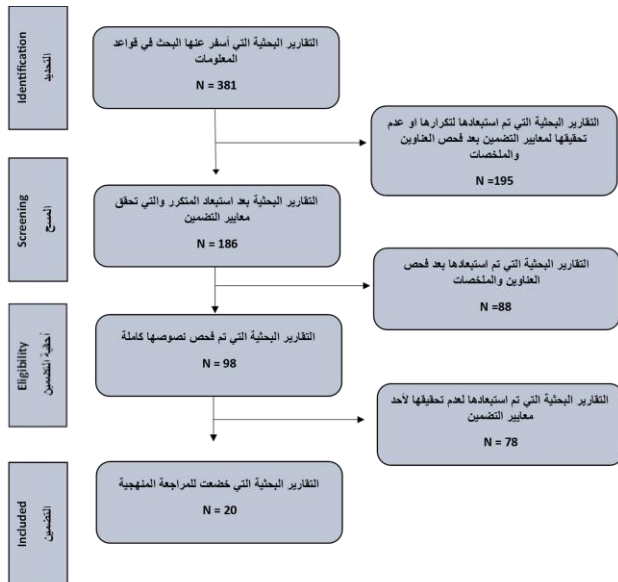 Identification
التحديد
التقارير البحثية التي أسفر عنها البحث في قواعد
المعلومات
N = 381
التقارير البحثية التي تم استبعادها لتكرارها او عدم
تحقيقها لمعايير التضمين بعد فحص العناوين
والملخصات
N =195
Screening
المسح
التقارير البحثية بعد استبعاد المتكرر والتي تحقق
معايير التضمين
N = 186
التقارير البحثية التي تم استبعادها بعد فحص
العناوين والملخصات
N =88
Eligibility
أحقية التضمين
التقارير البحثية التي تم فحص نصوصها كاملة
N = 98
التقارير البحثية التي تم استبعادها لعدم تحقيقها لأحد
معايير التضمين
N = 78
Included
التضمين
التقارير البحثية التي خضعت للمراجعة المنهجية
N = 20